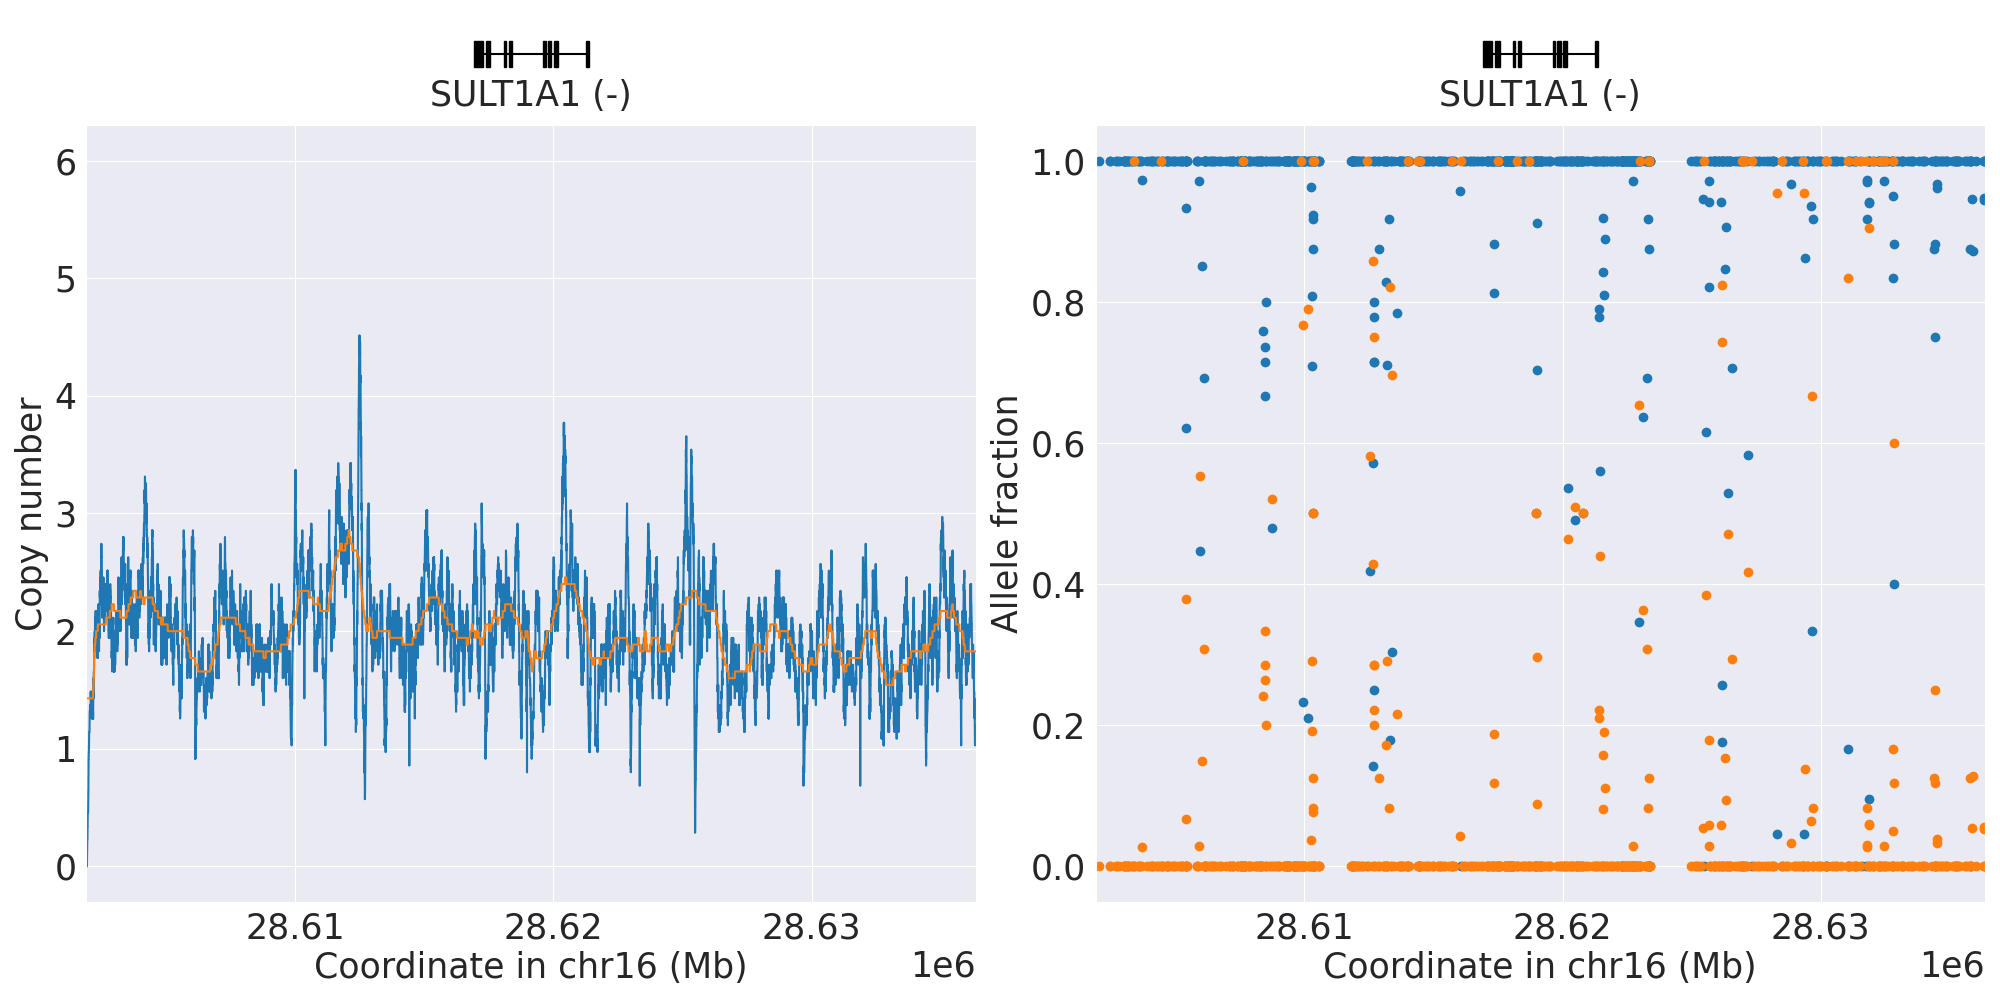 SULT1A1 (-)
6
5
4
3
2
1
0
Copy number
28.61
28.62
28.63
Coordinate in chr16 (Mb)
1e6
SULT1A1 (-)
1.0
0.8
0.6
0.4
0.2
0.0
Allele fraction
28.61
28.62
28.63
Coordinate in chr16 (Mb)
1e6